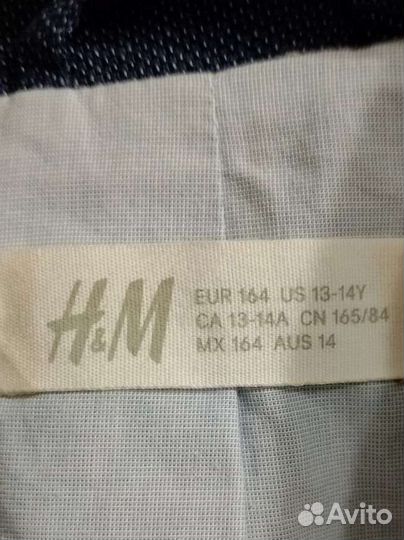 H&M
EUR 164 US 13-14Y
CA 13-14A CN 165/84
MX 164 AUS 14
Avito